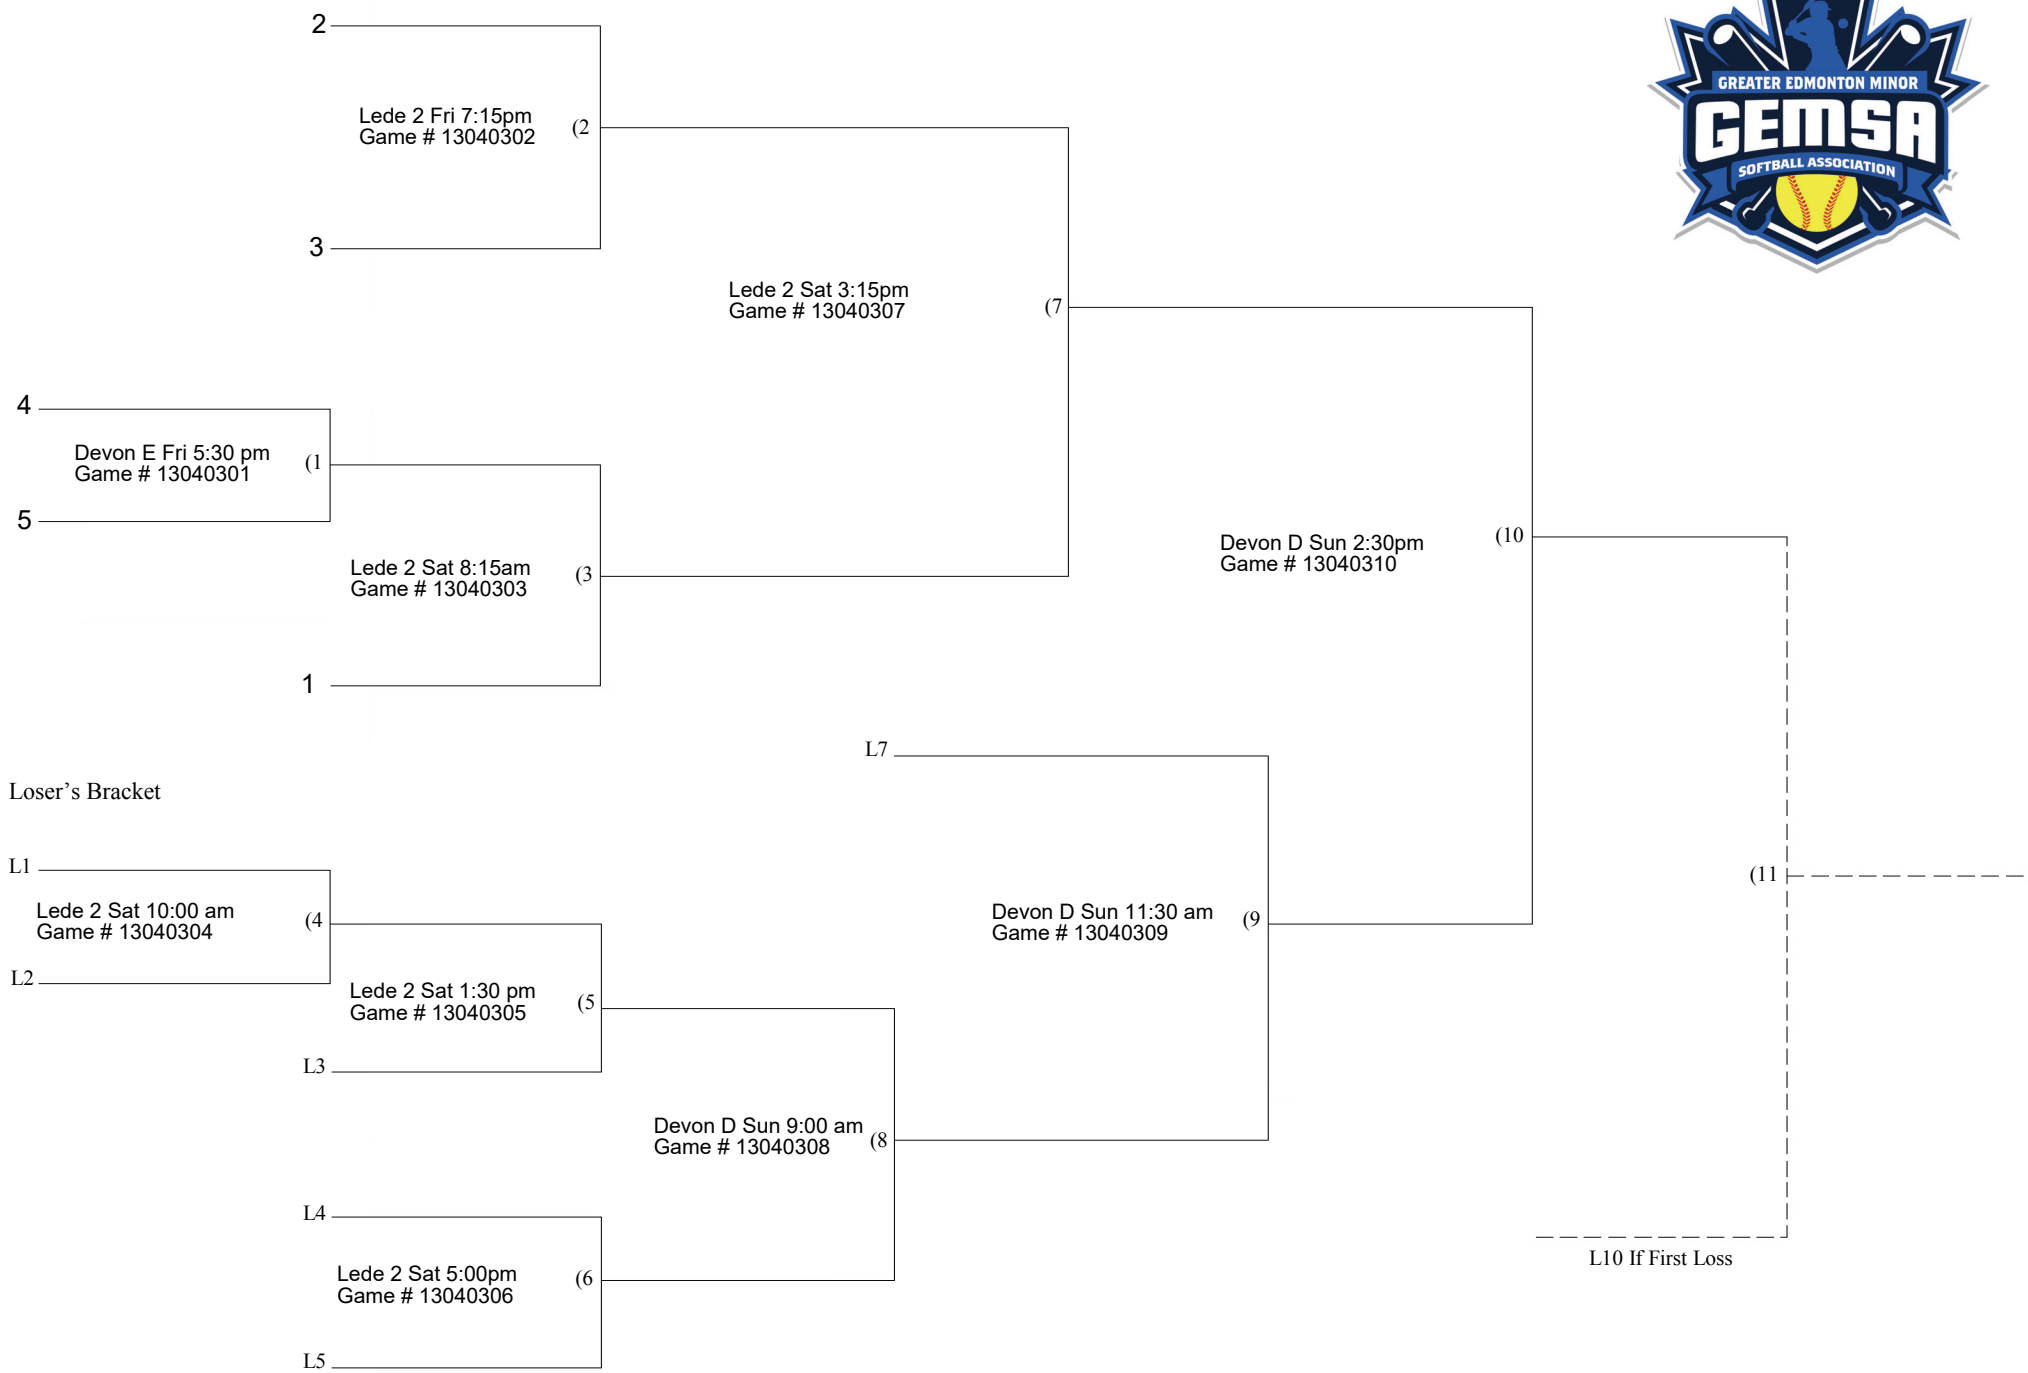 2
Lede 2 Fri 7:15pm
Game # 13040302
(2
3
GREATER EDMONTON MINOR
GEMSA
SOFTBALL ASSOCIATION
Lede 2 Sat 3:15pm
Game # 13040307
(7
4
Devon E Fri 5:30 pm
Game # 13040301
(1
5
Lede 2 Sat 8:15am
Game # 13040303
(3
1
Devon D Sun 2:30pm
Game # 13040310
(10
L7
Loser’s Bracket
L1
Lede 2 Sat 10:00 am
Game # 13040304
(4
L2
Lede 2 Sat 1:30 pm
Game # 13040305
(5
L3
Devon D Sun 11:30 am
Game # 13040309
(9
(11
Devon D Sun 9:00 am
Game # 13040308
(8
L4
Lede 2 Sat 5:00pm
Game # 13040306
(6
L5
L10 If First Loss